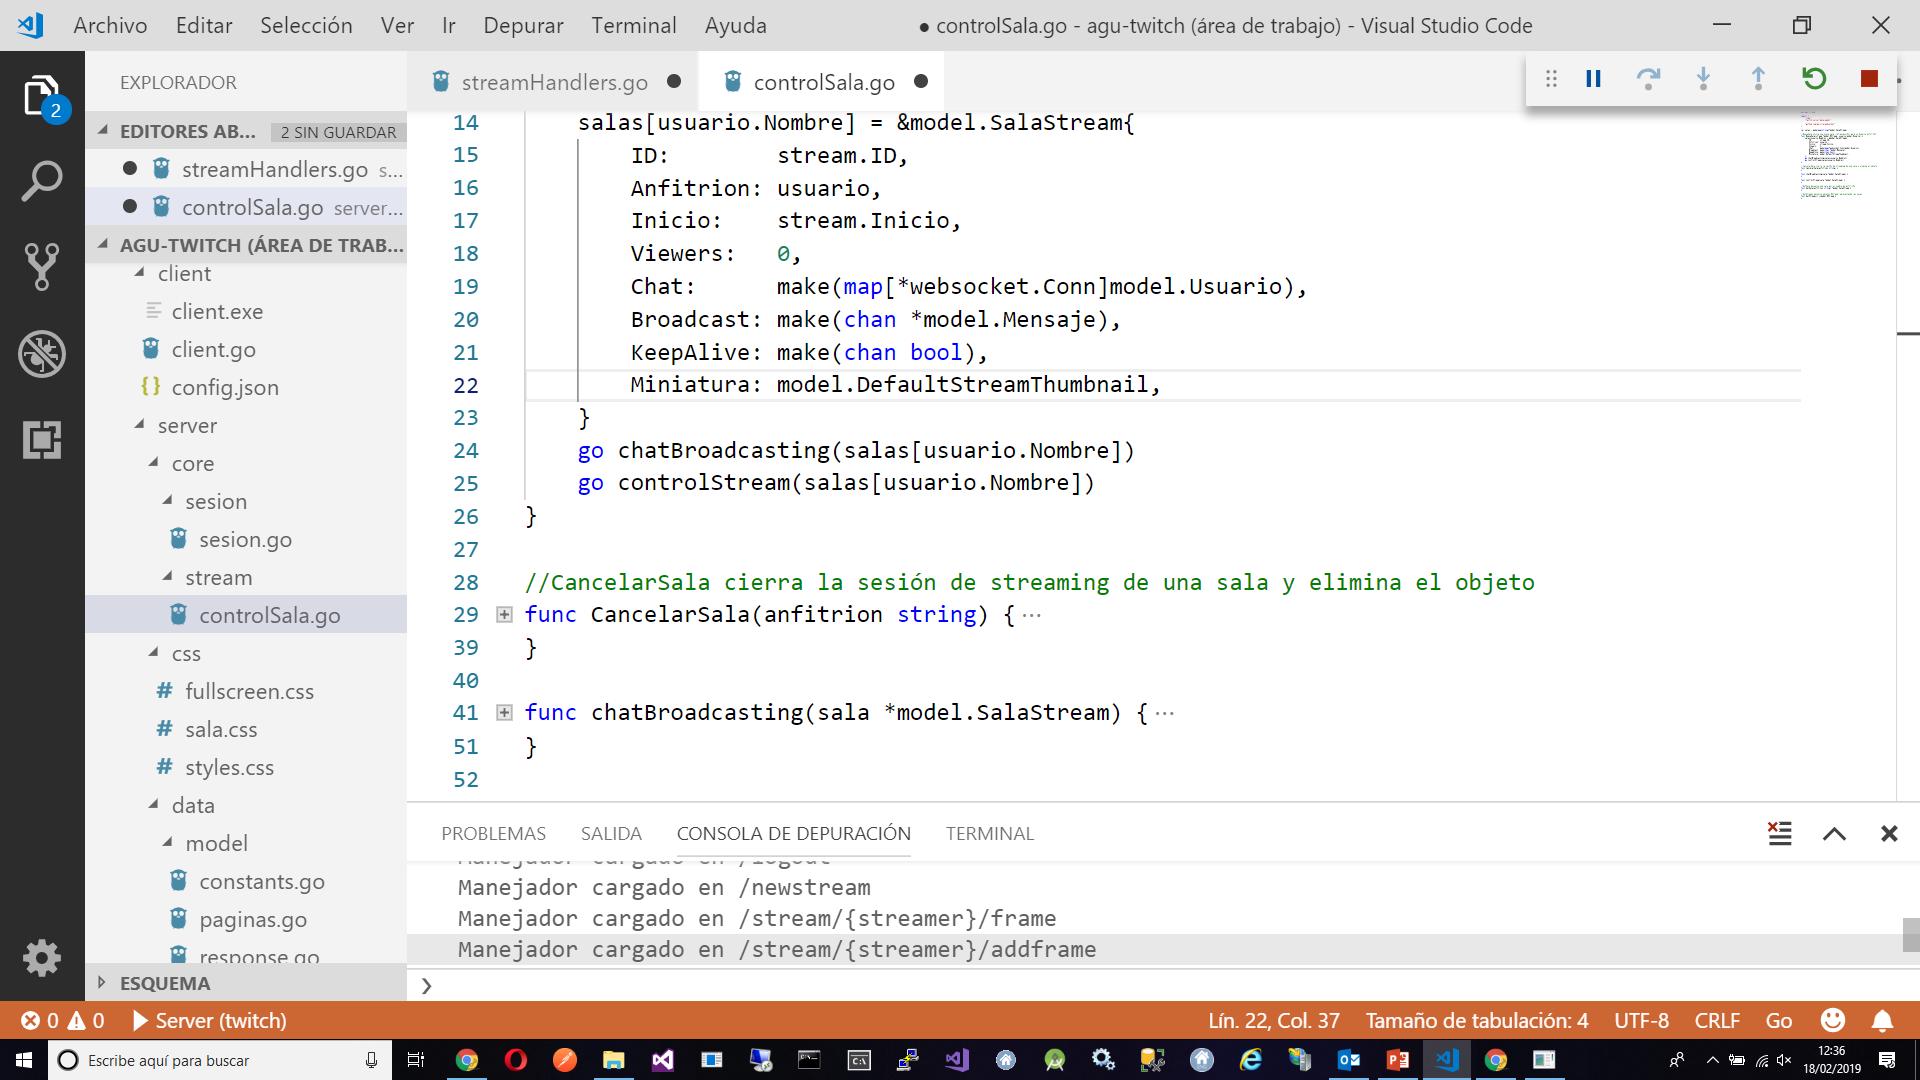 Archivo Editar Selección Ver Ir Depurar Terminal Ayuda
● controlSala.go - agu-twitch (área de trabajo) - Visual Studio Code
EXPLORADOR
2
EDITORES AB... 2 SIN GUARDAR
streamHandlers.go s...
controlSala.go server...
AGU-TWITCH (ÁREA DE TRAB...
client
client.exe
client.go
config.json
server
core
sesion
sesion.go
stream
controlSala.go
css
fullscreen.css
sala.css
styles.css
data
model
constants.go
paginas.go
response.go
ESQUEMA
streamHandlers.go
controlSala.go
14 salas[usuario.Nombre] = &model.SalaStream{
15 ID: stream.ID,
16 Anfitrion: usuario,
17 Inicio: stream.Inicio,
18 Viewers: 0,
19 Chat: make(map[*websocket.Conn]model.Usuario),
20 Broadcast: make(chan *model.Mensaje),
21 KeepAlive: make(chan bool),
22 Miniatura: model.DefaultStreamThumbnail,
23 }
24 go chatBroadcasting(salas[usuario.Nombre])
25 go controlStream(salas[usuario.Nombre])
26 }
27
28 //CancelarSala cierra la sesión de streaming de una sala y elimina el objeto
29 func CancelarSala(anfitrion string) {...
39 }
40
41 func chatBroadcasting(sala *model.SalaStream) {...
51 }
52
PROBLEMAS SALIDA CONSOLA DE DEPURACIÓN TERMINAL
Manejador cargado en /logout
Manejador cargado en /newstream
Manejador cargado en /stream/{streamer}/frame
Manejador cargado en /stream/{streamer}/addframe
0 0 Server (twitch)
Lín. 22, Col. 37 Tamaño de tabulación: 4 UTF-8 CRLF Go
Escribe aquí para buscar
12:36
18/02/2019